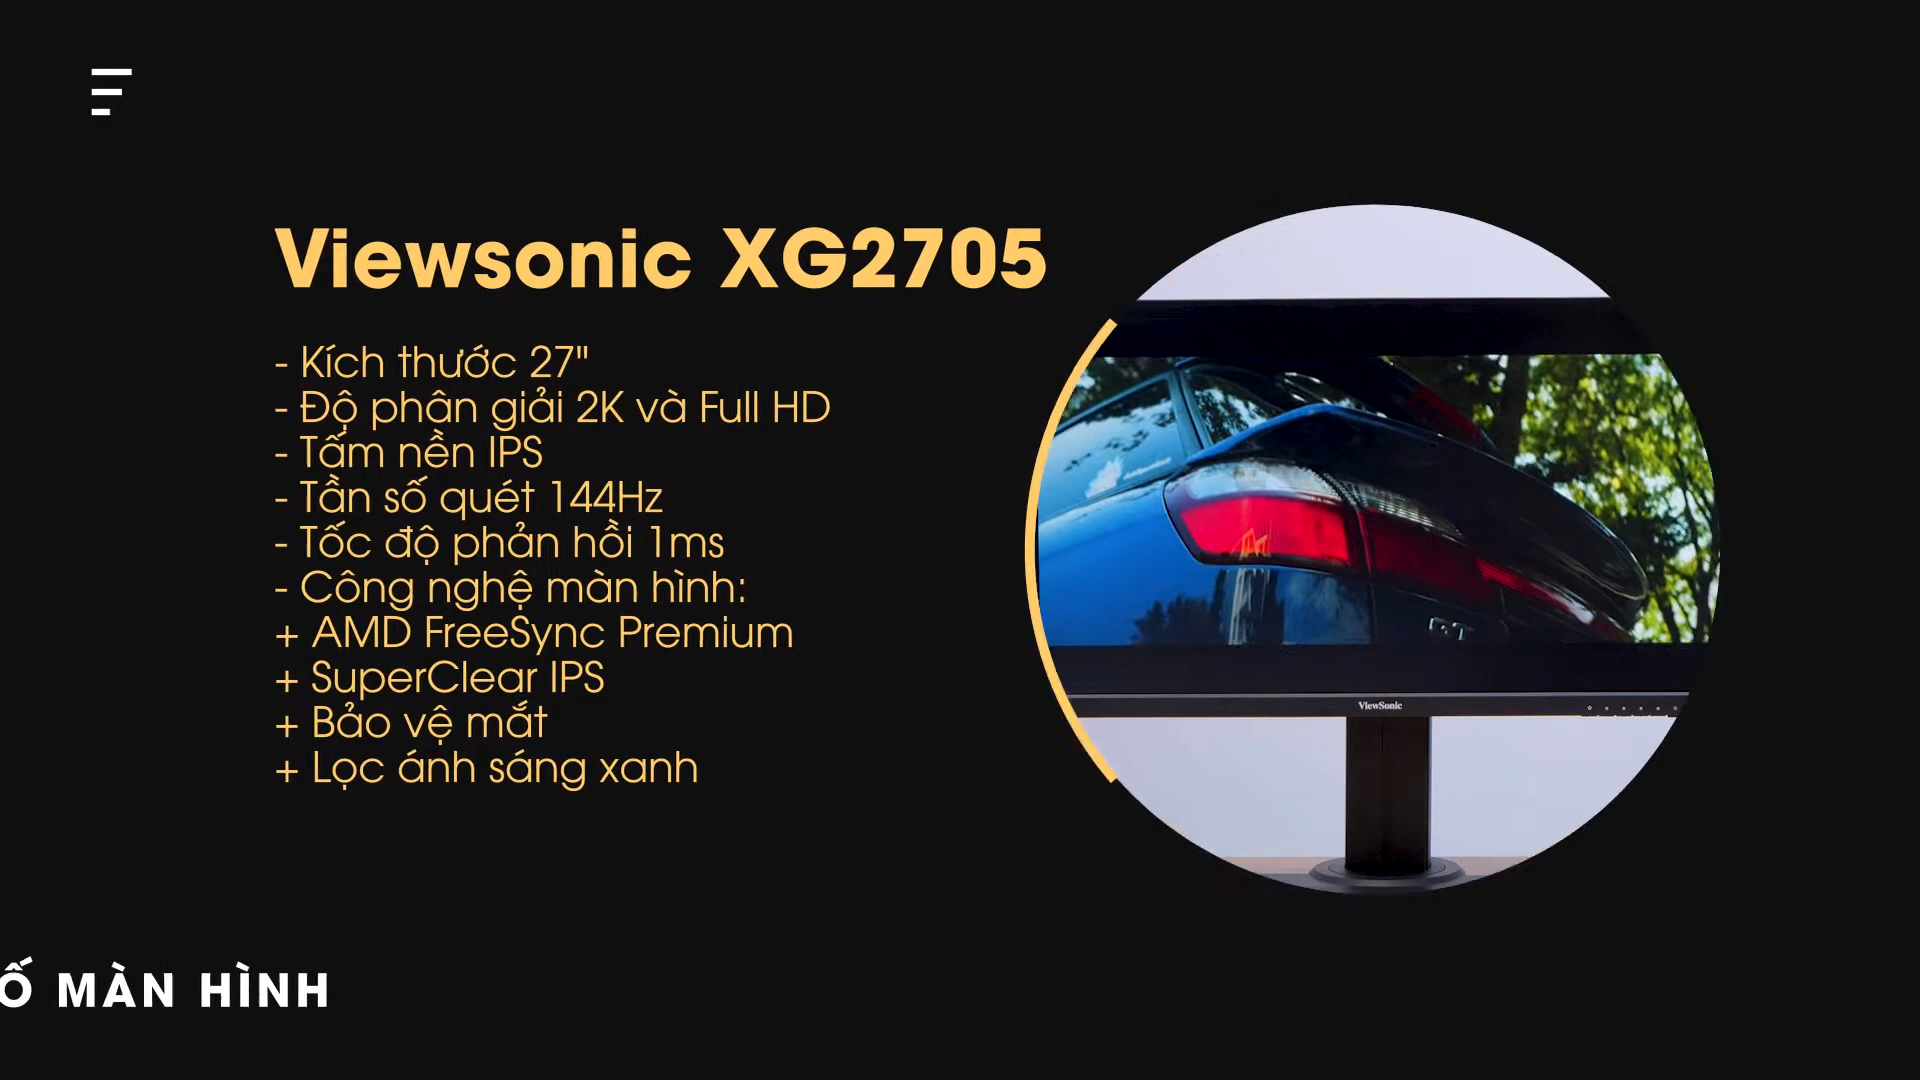 Viewsonic XG2705
- Kích thước 27"
- Độ phân giải 2K và Full HD
- Tấm nền IPS
- Tần số quét 144Hz
- Tốc độ phản hồi 1ms
- Công nghệ màn hình:
+ AMD FreeSync Premium
+ SuperClear IPS
+ Bảo vệ mắt
+ Lọc ánh sáng xanh
ViewSonic
Ố MÀN HÌNH